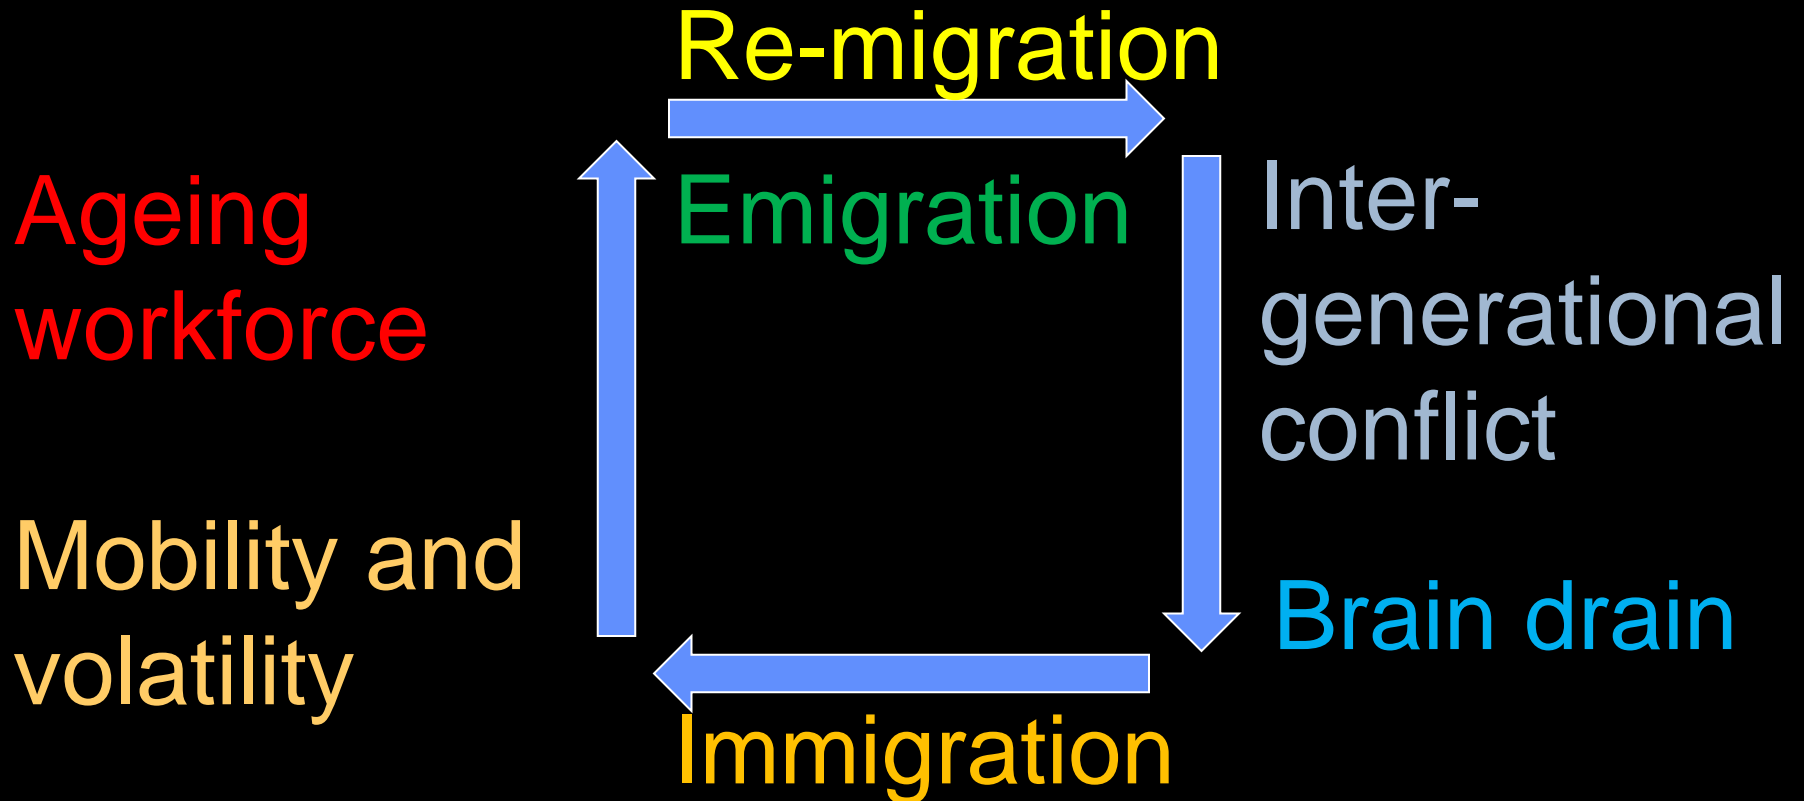 Re-migration
Emigration
Ageing
workforce
Mobility and
volatility
Inter-
generational
conflict
Brain drain
Immigration